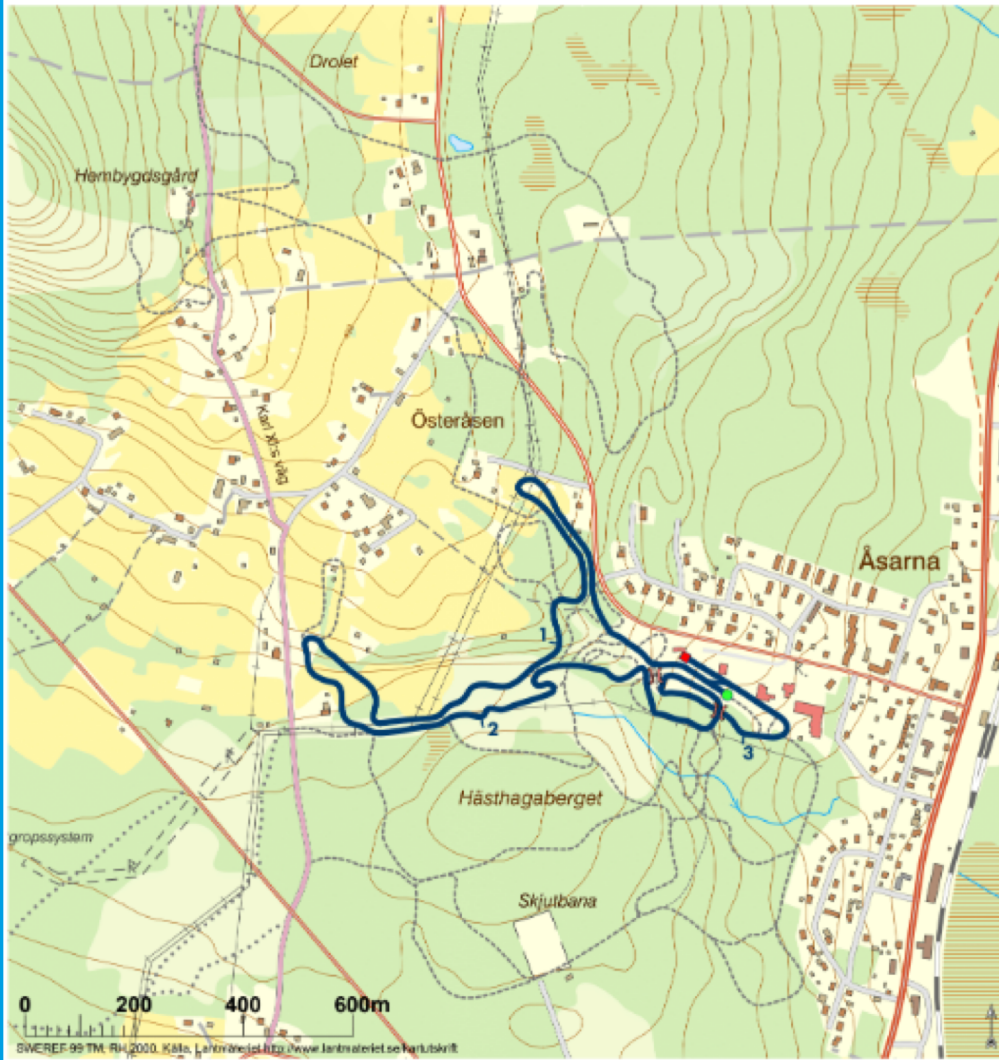 Drolet
Hembygdsgård
Karl XI:s väg
Österåsen
Åsarna
1
2
3
Hästhagaberget
gropssystem
Skjutbana
0 200 400 600m
SWEREF 99 TM, RH 2000. Källa, Lantmäteriet http://www.lantmateriet.se/kartutskrift